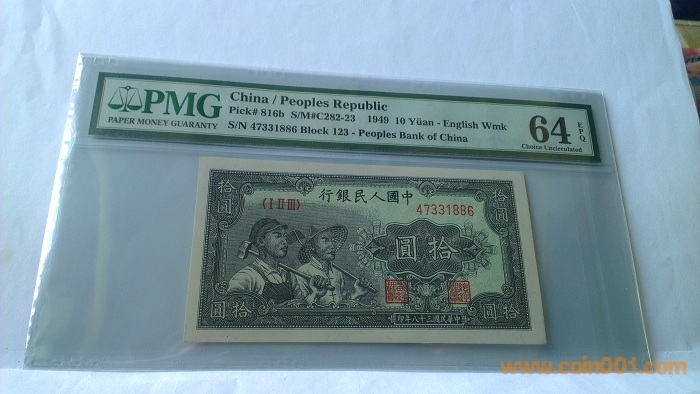 PMG
PAPER MONEY GUARANTY
China / Peoples Republic
Pick# 816b S/M#C282-23 1949 10 Yüan - English Wmk
S/N 47331886 Block 123 - Peoples Bank of China
64 EPQ
Choice Uncirculated
行銀民人國中
〈I II III〉
47331886
拾圓
拾圓
圓拾
圓拾
圓拾
印年八十三國民華中
www.coin001.com